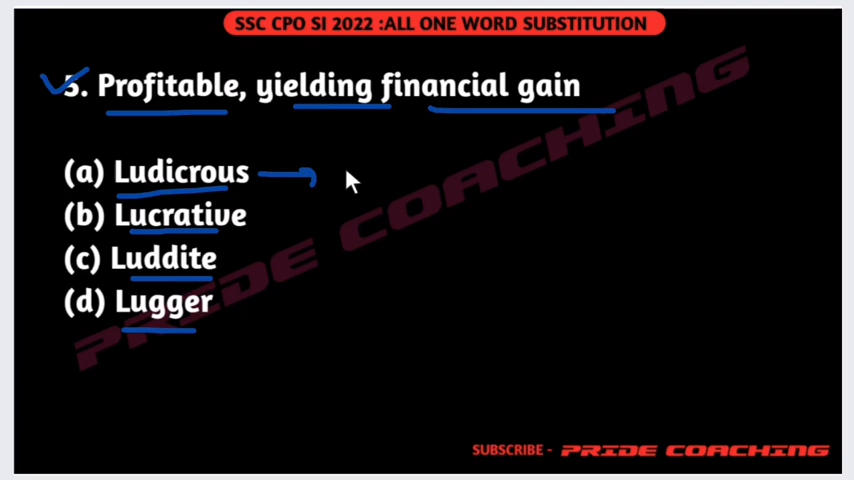 SSC CPO SI 2022 :ALL ONE WORD SUBSTITUTION
5. Profitable, yielding financial gain
(a) Ludicrous
(b) Lucrative
(c) Luddite
(d) Lugger
PRIDE COACHING
SUBSCRIBE - PRIDE COACHING